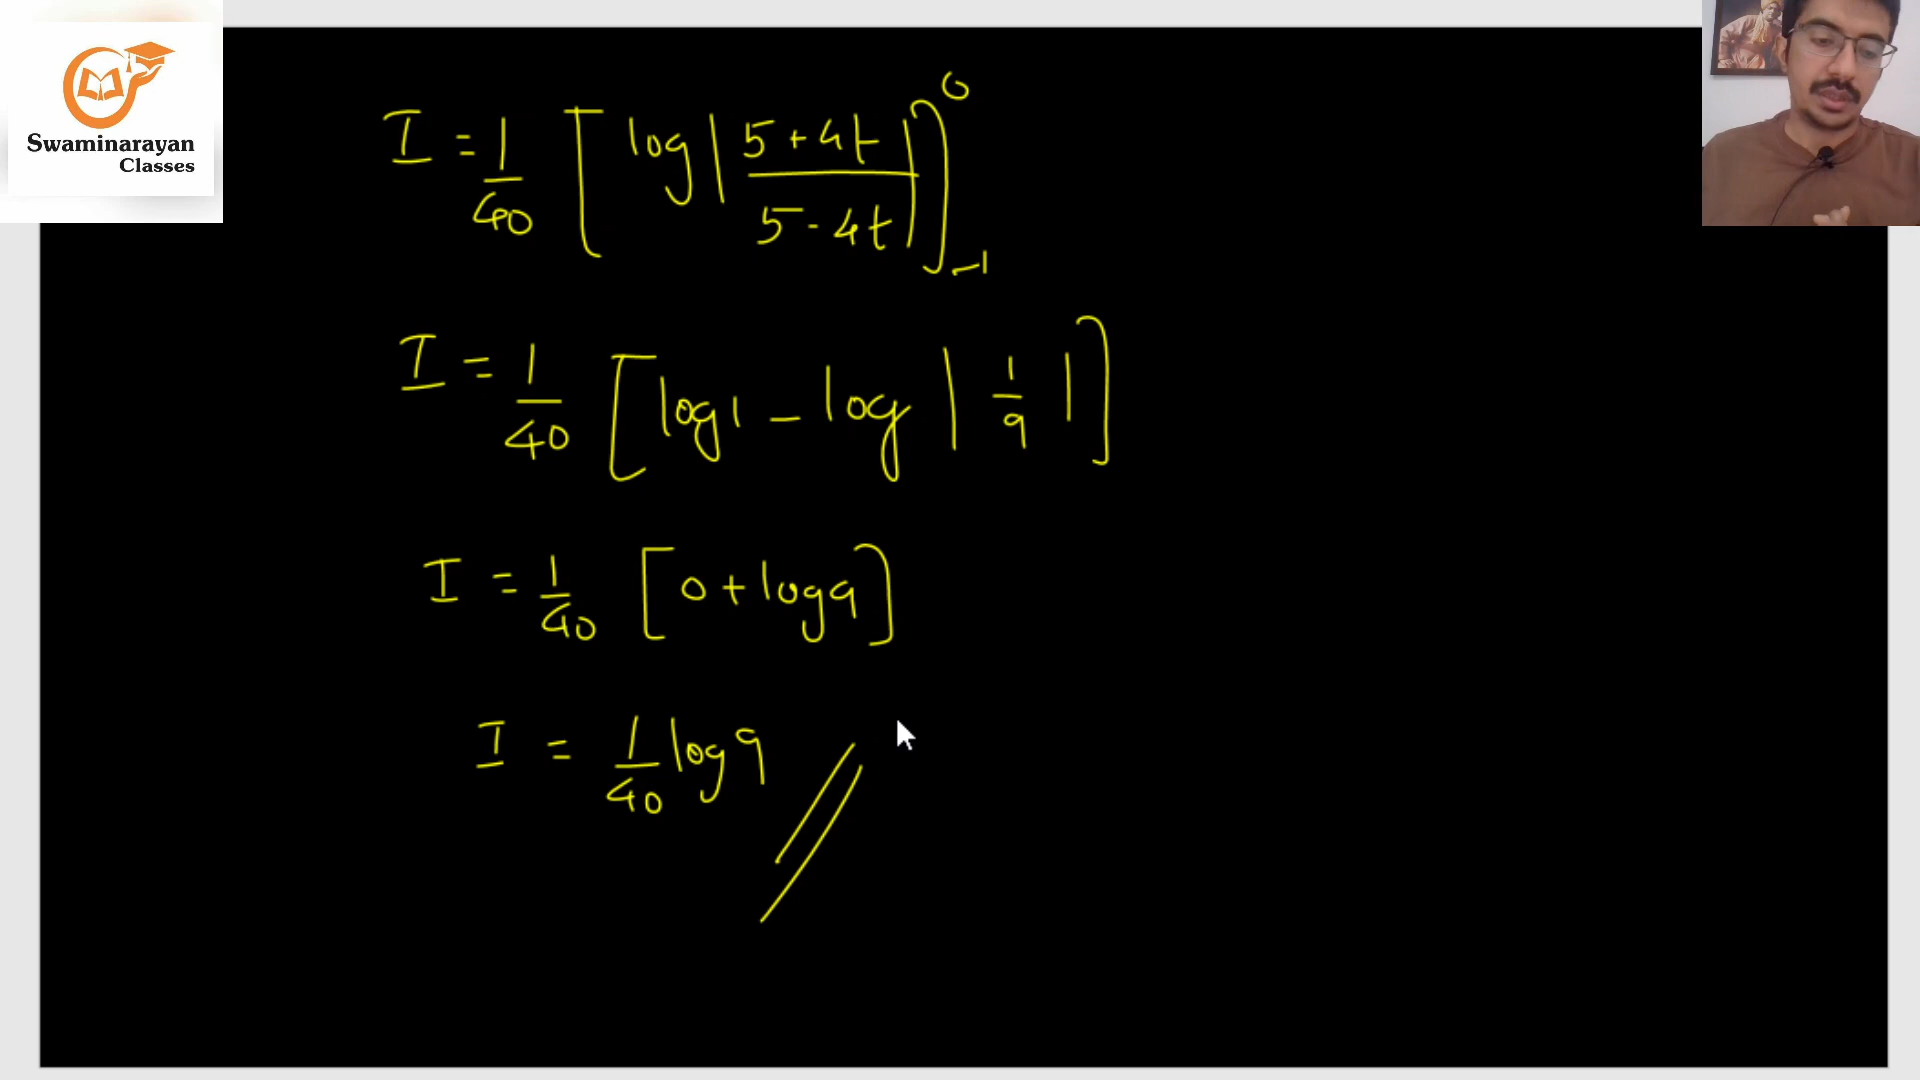 Swaminarayan
Classes
I = 1/40 [ log | (5 + 4t)/(5 - 4t) | ]_{-1}^{0}
I = 1/40 [ log 1 - log | 1/9 | ]
I = 1/40 [ 0 + log 9 ]
I = 1/40 log 9